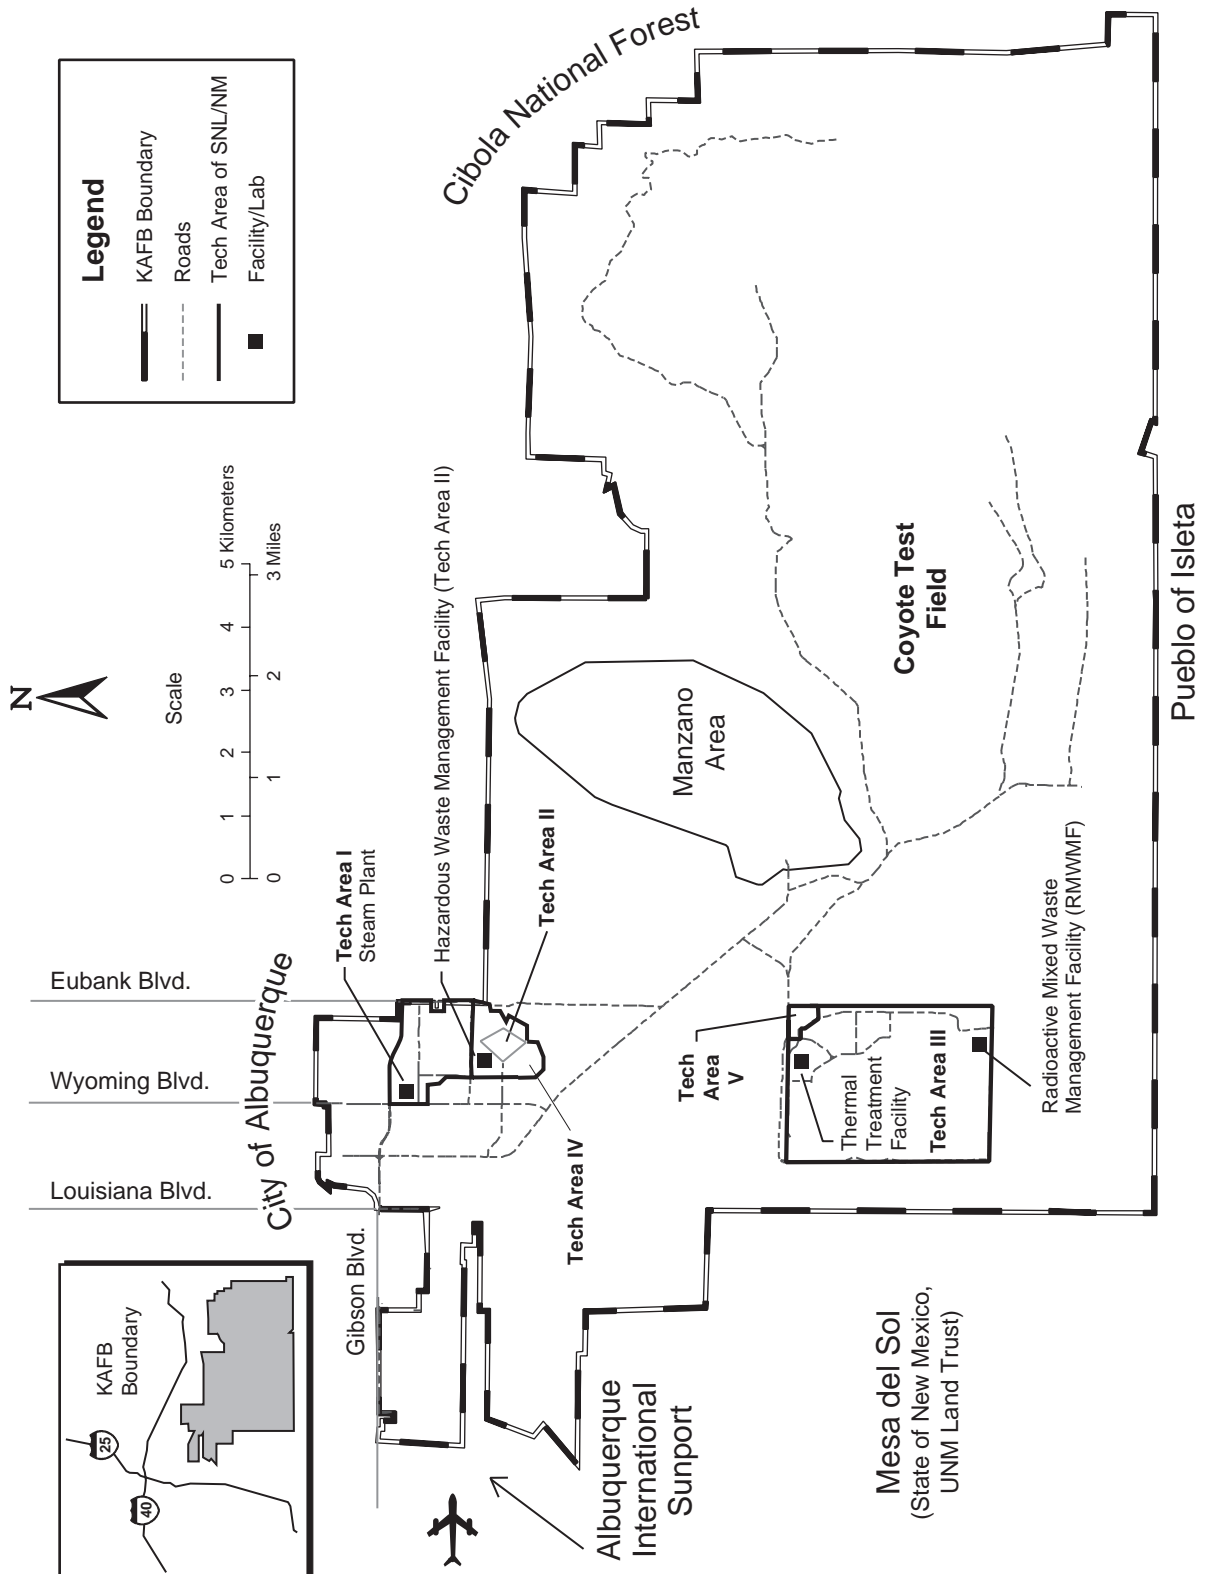 N
Scale
0 1 2 3 4 5 Kilometers
0 1 2 3 Miles
Legend
KAFB Boundary
Roads
Tech Area of SNL/NM
Facility/Lab
KAFB
Boundary
25
40
Cibola National Forest
City of Albuquerque
Eubank Blvd.
Wyoming Blvd.
Louisiana Blvd.
Gibson Blvd.
Tech Area I
Steam Plant
Hazardous Waste Management Facility (Tech Area II)
Tech Area II
Tech Area IV
Manzano
Area
Albuquerque
International
Sunport
Tech
Area
V
Thermal
Treatment
Facility
Tech Area III
Coyote Test
Field
Radioactive Mixed Waste
Management Facility (RMWMF)
Mesa del Sol
(State of New Mexico,
UNM Land Trust)
Pueblo of Isleta